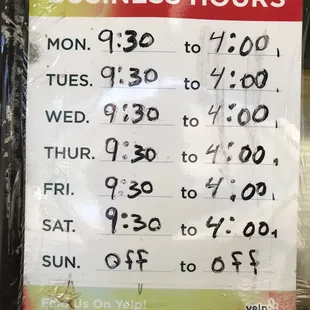 BUSINESS HOURS
MON. 9:30 to 4:00
TUES. 9:30 to 4:00
WED. 9:30 to 4:00
THUR. 9:30 to 4:00
FRI. 9:30 to 4:00
SAT. 9:30 to 4:00
SUN. off to off
Find Us On Yelp!
yelp